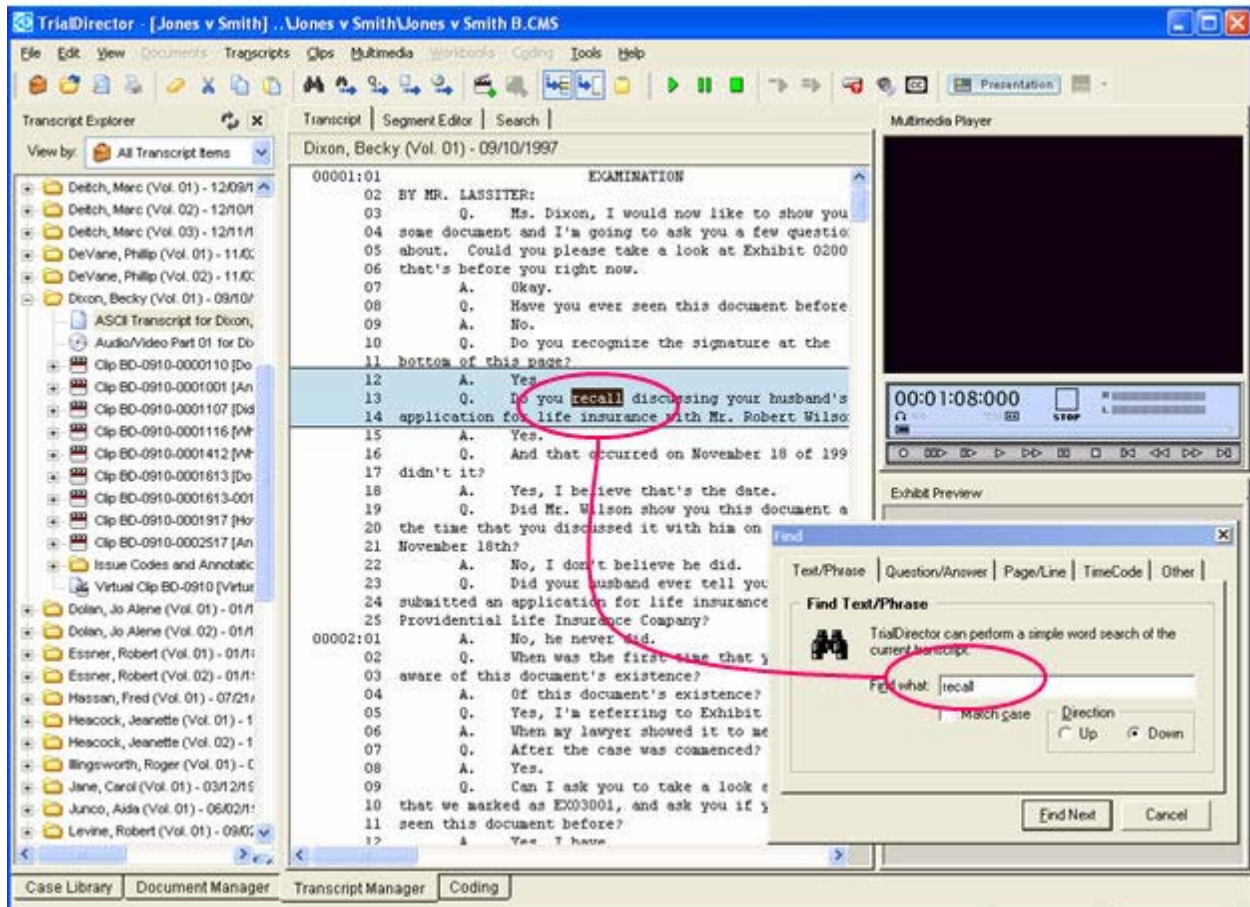 TrialDirector - [Jones v Smith] ..\Jones v Smith\Jones v Smith B.CMS
File Edit View Documents Transcripts Clips Multimedia Workbooks Coding Tools Help
Presentation
Transcript Explorer
View by: All Transcript Items
Deitch, Marc (Vol. 01) - 12/09/1
Deitch, Marc (Vol. 02) - 12/10/1
Deitch, Marc (Vol. 03) - 12/11/1
DeVane, Phillip (Vol. 01) - 11/0
DeVane, Phillip (Vol. 02) - 11/0
Dixon, Becky (Vol. 01) - 09/10/
ASCII Transcript for Dixon,
Audio/Video Part 01 for Do
Clip BD-0910-0000110 [Do
Clip BD-0910-0001001 [An
Clip BD-0910-0001107 [Did
Clip BD-0910-0001116 [Wh
Clip BD-0910-0001412 [Wh
Clip BD-0910-0001613 [Do
Clip BD-0910-0001613-001
Clip BD-0910-0001917 [Ho
Clip BD-0910-0002517 [An
Issue Codes and Annotatic
Virtual Clip BD-0910 [Virtua
Dolan, Jo Alene (Vol. 01) - 01/1
Dolan, Jo Alene (Vol. 02) - 01/1
Essner, Robert (Vol. 01) - 01/1
Essner, Robert (Vol. 02) - 01/1
Hassan, Fred (Vol. 01) - 07/21/
Heacock, Jeanette (Vol. 01) - 1
Heacock, Jeanette (Vol. 02) - 1
Illingsworth, Roger (Vol. 01) - 0
Jane, Carol (Vol. 01) - 03/12/19
Junco, Aida (Vol. 01) - 06/02/1
Levine, Robert (Vol. 01) - 09/0
Case Library Document Manager
Transcript Segment Editor Search
Dixon, Becky (Vol. 01) - 09/10/1997
00001:01 EXAMINATION
02 BY MR. LASSITER:
03 Q. Ms. Dixon, I would now like to show you
04 some document and I'm going to ask you a few questio
05 about. Could you please take a look at Exhibit 0200
06 that's before you right now.
07 A. Okay.
08 Q. Have you ever seen this document before
09 A. No.
10 Q. Do you recognize the signature at the
11 bottom of this page?
12 A. Yes.
13 Q. Do you recall discussing your husband's
14 application for life insurance with Mr. Robert Wilso
15 A. Yes.
16 Q. And that occurred on November 18 of 199
17 didn't it?
18 A. Yes, I believe that's the date.
19 Q. Did Mr. Wilson show you this document a
20 the time that you discussed it with him on
21 November 18th?
22 A. No, I don't believe he did.
23 Q. Did your husband ever tell you
24 submitted an application for life insurance
25 Providential Life Insurance Company?
00002:01 A. No, he never did.
02 Q. When was the first time that y
03 aware of this document's existence?
04 A. Of this document's existence?
05 Q. Yes, I'm referring to Exhibit
06 A. When my lawyer showed it to me
07 Q. After the case was commenced?
08 A. Yes.
09 Q. Can I ask you to take a look
10 that we marked as EX03001, and ask you if y
11 seen this document before?
12 A Yes I have
Transcript Manager Coding
Multimedia Player
00:01:08:000
STOP
L
Exhibit Preview
Find
Text/Phrase Question/Answer Page/Line TimeCode Other
Find Text/Phrase
TrialDirector can perform a simple word search of the
current transcript.
Find what: recall
Match case
Direction
Up Down
Find Next Cancel